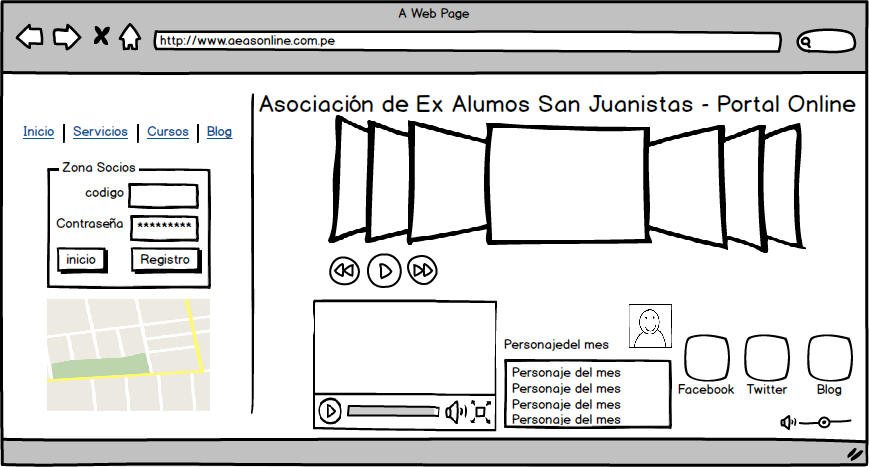 A Web Page
http://www.aeasonline.com.pe
Asociación de Ex Alumos San Juanistas - Portal Online
Inicio | Servicios | Cursos | Blog
Zona Socios
codigo
Contraseña *********
inicio Registro
Personajedel mes
Personaje del mes
Personaje del mes
Personaje del mes
Personaje del mes
Facebook Twitter Blog